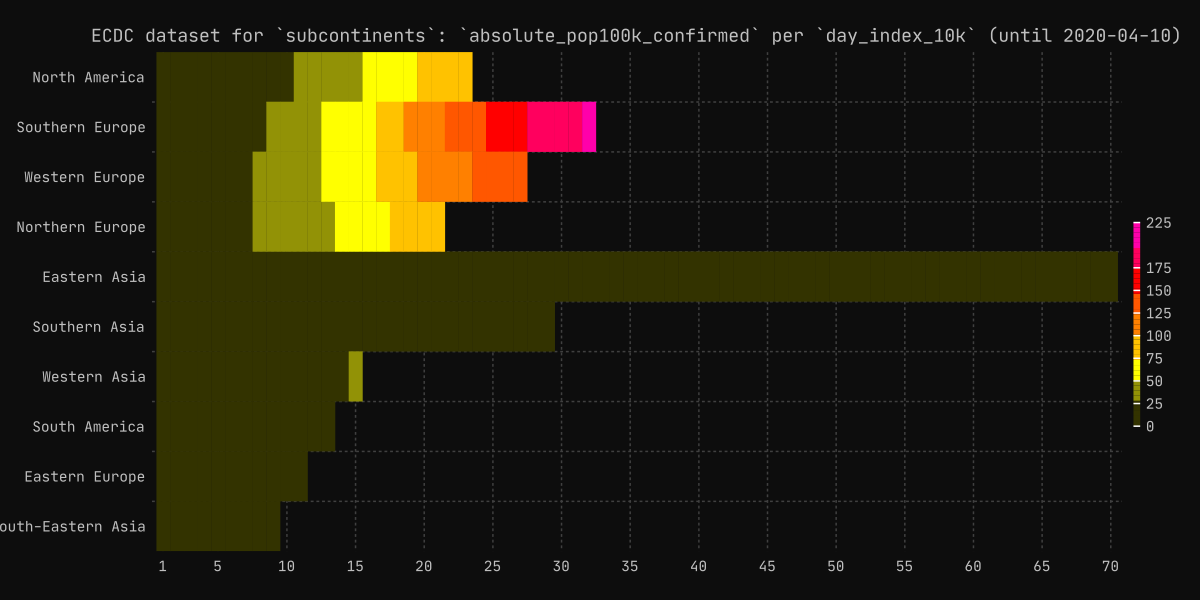 ECDC dataset for `subcontinents`: `absolute_pop100k_confirmed` per `day_index_10k` (until 2020-04-10)
North America
Southern Europe
Western Europe
Northern Europe
Eastern Asia
Southern Asia
Western Asia
South America
Eastern Europe
outh-Eastern Asia
1 5 10 15 20 25 30 35 40 45 50 55 60 65 70
225
175
150
125
100
75
50
25
0